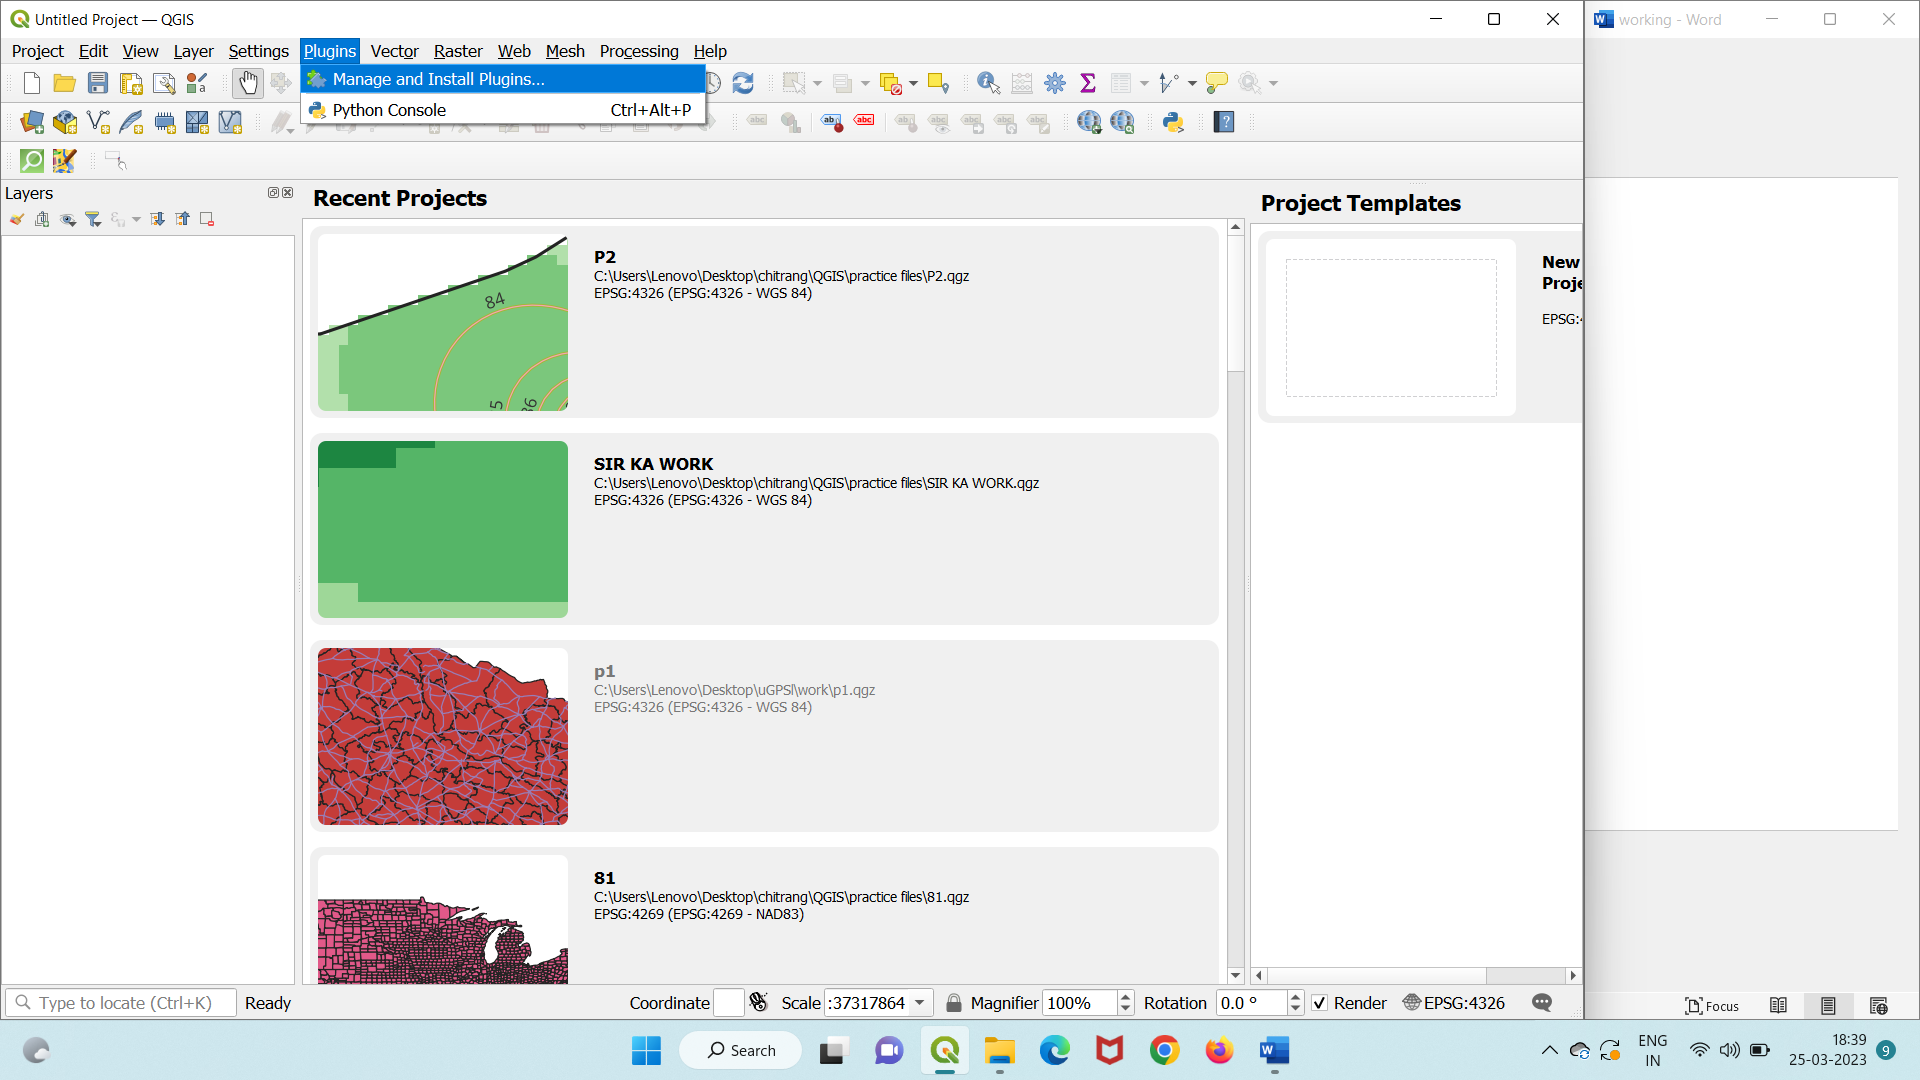 Untitled Project — QGIS
working - Word
Project Edit View Layer Settings Plugins Vector Raster Web Mesh Processing Help
Manage and Install Plugins...
Python Console Ctrl+Alt+P
Layers
Recent Projects
Project Templates
P2
C:\Users\Lenovo\Desktop\chitrang\QGIS\practice files\P2.qgz
EPSG:4326 (EPSG:4326 - WGS 84)
84
5
36
New
Proje
EPSG:4
SIR KA WORK
C:\Users\Lenovo\Desktop\chitrang\QGIS\practice files\SIR KA WORK.qgz
EPSG:4326 (EPSG:4326 - WGS 84)
p1
C:\Users\Lenovo\Desktop\uGPSl\work\p1.qgz
EPSG:4326 (EPSG:4326 - WGS 84)
81
C:\Users\Lenovo\Desktop\chitrang\QGIS\practice files\81.qgz
EPSG:4269 (EPSG:4269 - NAD83)
Type to locate (Ctrl+K) Ready Coordinate Scale :37317864 Magnifier 100% Rotation 0.0 ° Render EPSG:4326
Focus
Search
ENG
IN
18:39
25-03-2023
9